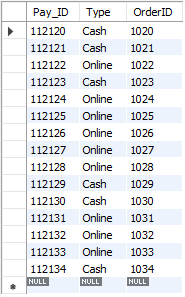 Pay_ID Type OrderID
112120 Cash 1020
112121 Cash 1021
112122 Online 1022
112123 Cash 1023
112124 Online 1024
112125 Online 1025
112126 Online 1026
112127 Online 1027
112128 Online 1028
112129 Cash 1029
112130 Cash 1030
112131 Online 1031
112132 Online 1032
112133 Online 1033
112134 Cash 1034
NULL NULL NULL